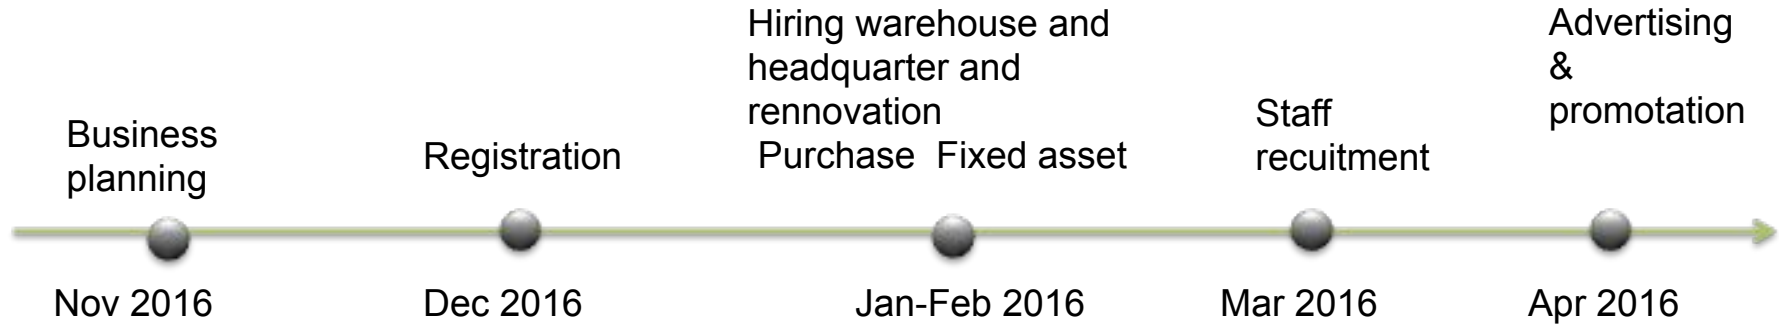 Business
planning
Registration
Hiring warehouse and
headquarter and
rennovation
Purchase Fixed asset
Staff
recuitment
Advertising
&
promotation
Nov 2016
Dec 2016
Jan-Feb 2016
Mar 2016
Apr 2016